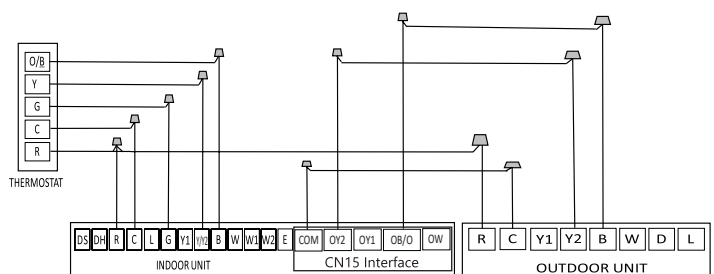 O/B
Y
G
C
R
THERMOSTAT
DS DH R C L G Y1 Y/Y2 B W W1 W2 E COM OY2 OY1 OB/O OW
INDOOR UNIT
CN15 Interface
R C Y1 Y2 B W D L
OUTDOOR UNIT